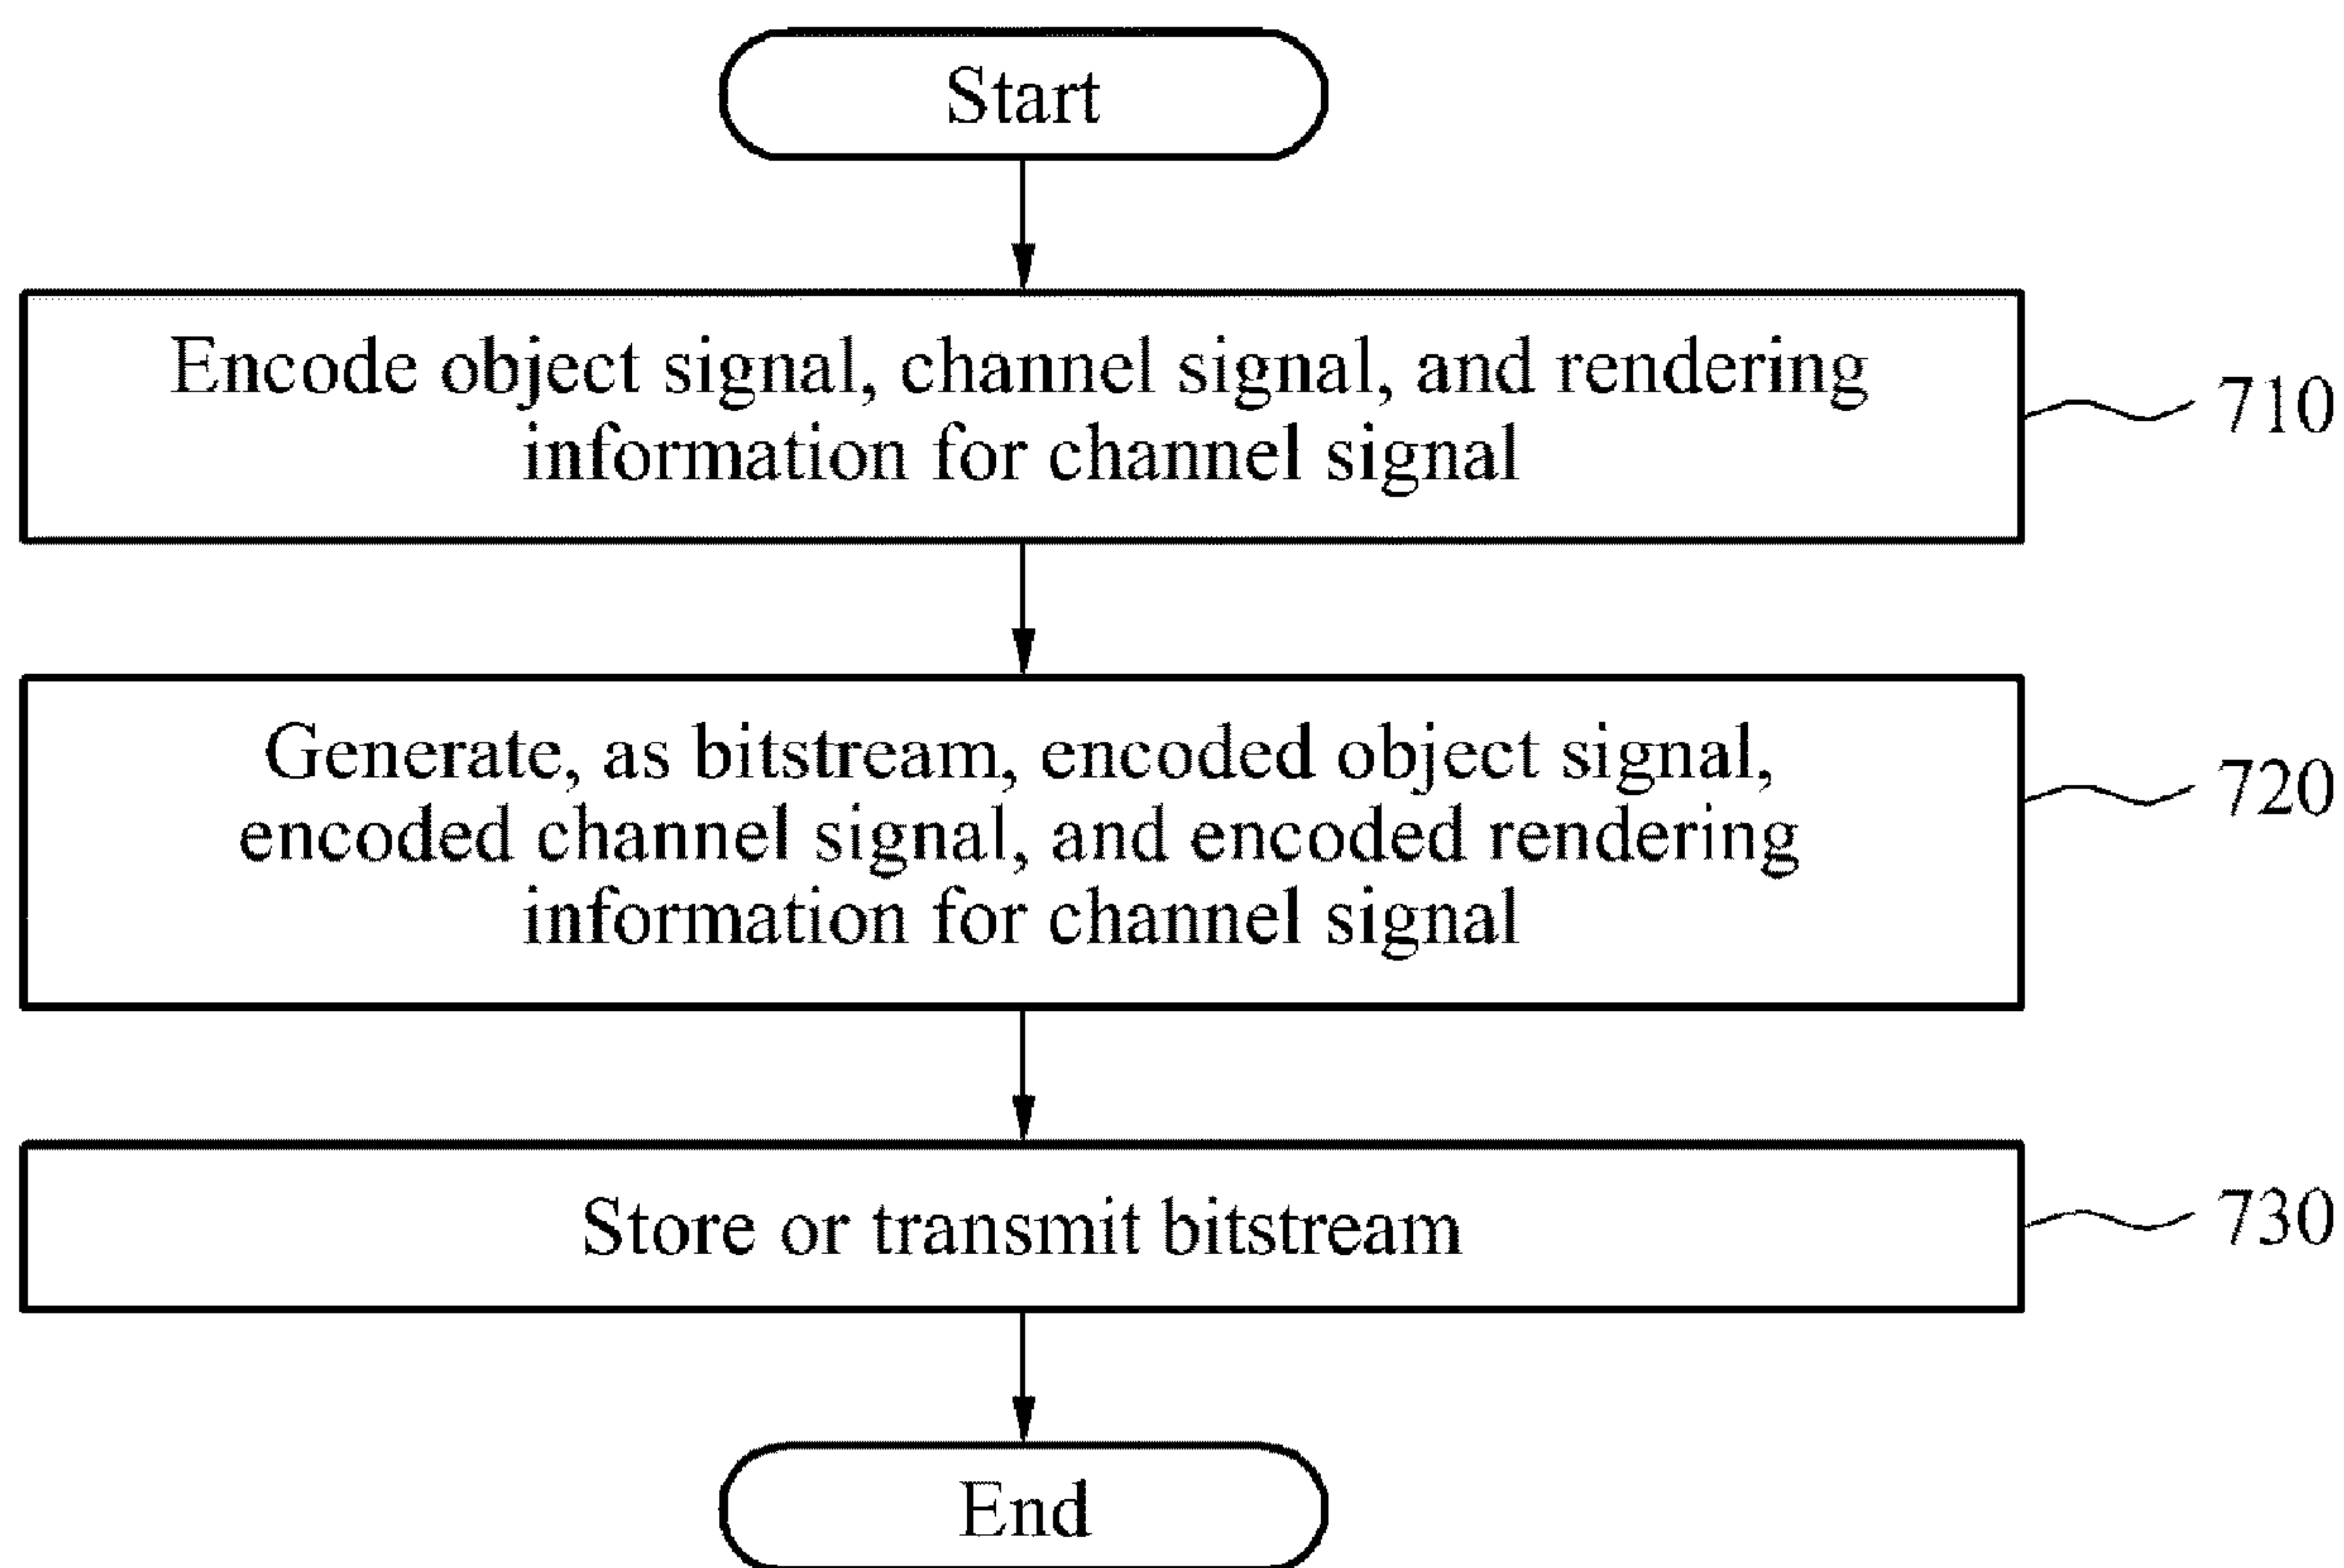 Start
Encode object signal, channel signal, and rendering
information for channel signal
710
Generate, as bitstream, encoded object signal,
encoded channel signal, and encoded rendering
information for channel signal
720
Store or transmit bitstream
730
End